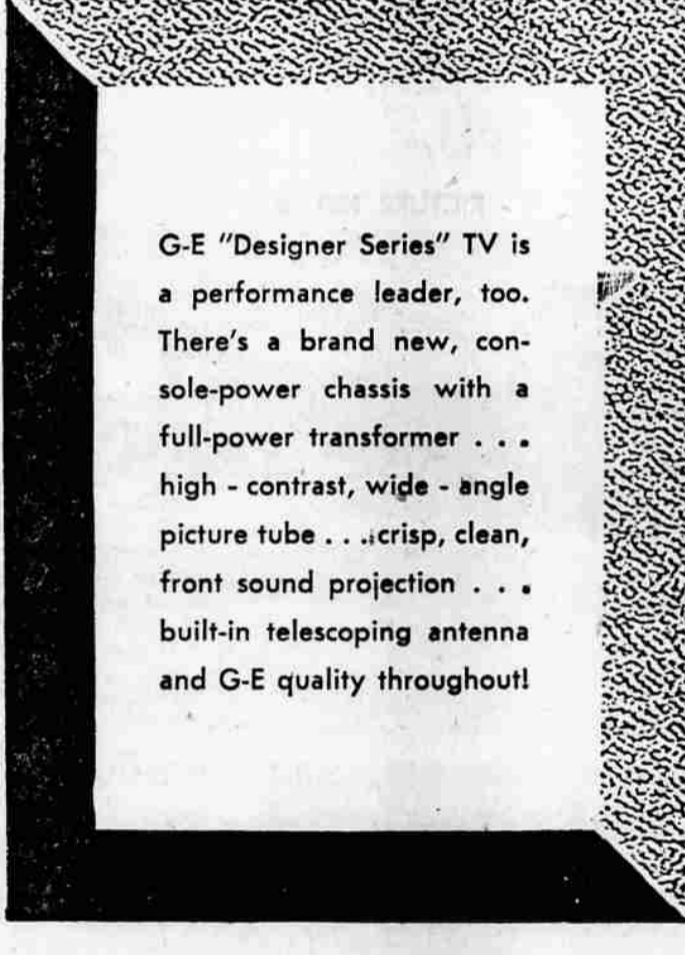 G-E "Designer Series" TV is
a performance leader, too.
There's a brand new, con-
sole-power chassis with a
full-power transformer . . .
high - contrast, wide - angle
picture tube . . . crisp, clean,
front sound projection . . .
built-in telescoping antenna
and G-E quality throughout!